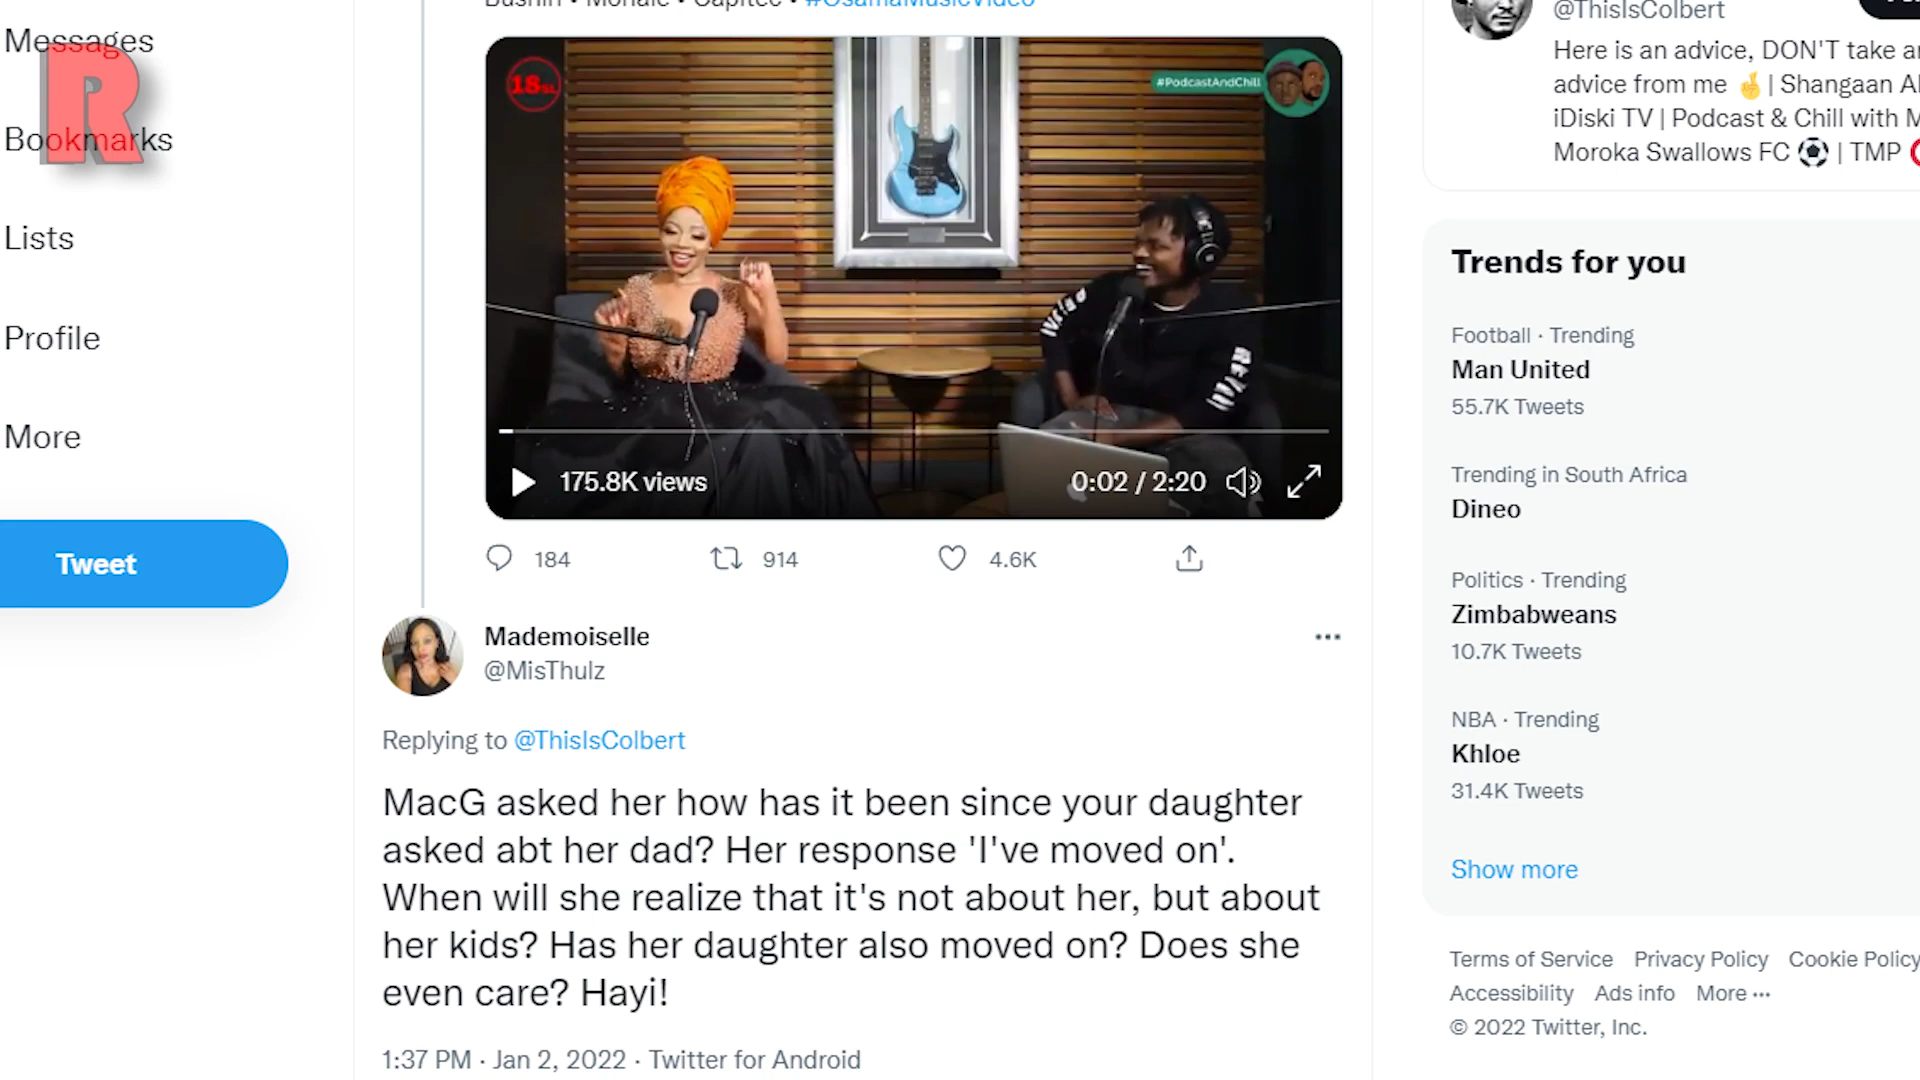 Messages
R
Bookmarks
Lists
Profile
More
Tweet
#OsamaMusicVideo
18
#PodcastAndChill
175.8K views
0:02 / 2:20
184
914
4.6K
Mademoiselle
@MisThulz
Replying to @ThisIsColbert
MacG asked her how has it been since your daughter
asked abt her dad? Her response 'I've moved on'.
When will she realize that it's not about her, but about
her kids? Has her daughter also moved on? Does she
even care? Hayi!
1:37 PM · Jan 2, 2022 · Twitter for Android
@ThisIsColbert
Here is an advice, DON'T take
advice from me ✌ | Shangaan
iDiski TV | Podcast & Chill with
Moroka Swallows FC ⚽ | TMP
Trends for you
Football · Trending
Man United
55.7K Tweets
Trending in South Africa
Dineo
Politics · Trending
Zimbabweans
10.7K Tweets
NBA · Trending
Khloe
31.4K Tweets
Show more
Terms of Service Privacy Policy Cookie Policy
Accessibility Ads info More ···
© 2022 Twitter, Inc.